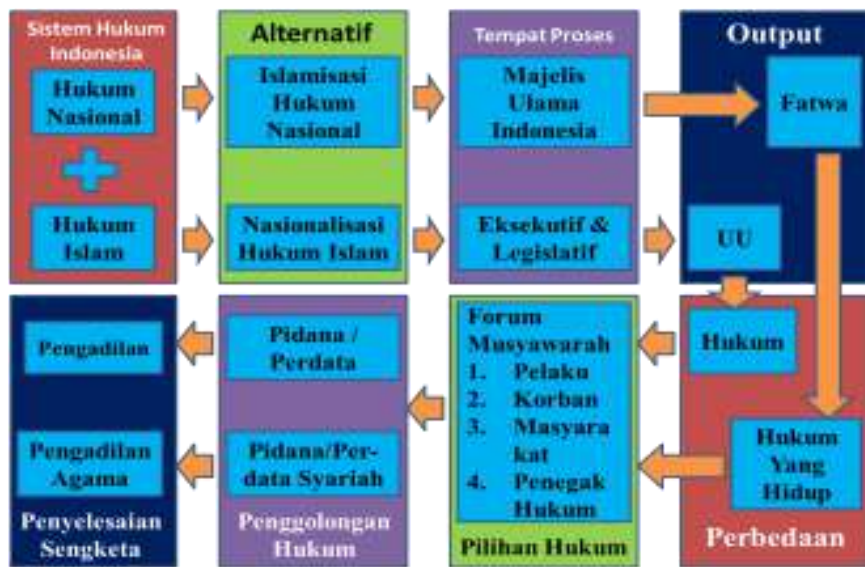 Sistem Hukum
Indonesia
Hukum
Nasional
Hukum
Islam
Alternatif
Islamisasi
Hukum
Nasional
Nasionalisasi
Hukum Islam
Tempat Proses
Majelis
Ulama
Indonesia
Eksekutif &
Legislatif
Output
Fatwa
UU
Hukum
Hukum
Yang
Hidup
Perbedaan
Forum
Musyawarah
1. Pelaku
2. Korban
3. Masyara
kat
4. Penegak
Hukum
Pilihan Hukum
Pidana /
Perdata
Pidana/Per-
data Syariah
Penggolongan
Hukum
Pengadilan
Pengadilan
Agama
Penyelesaian
Sengketa